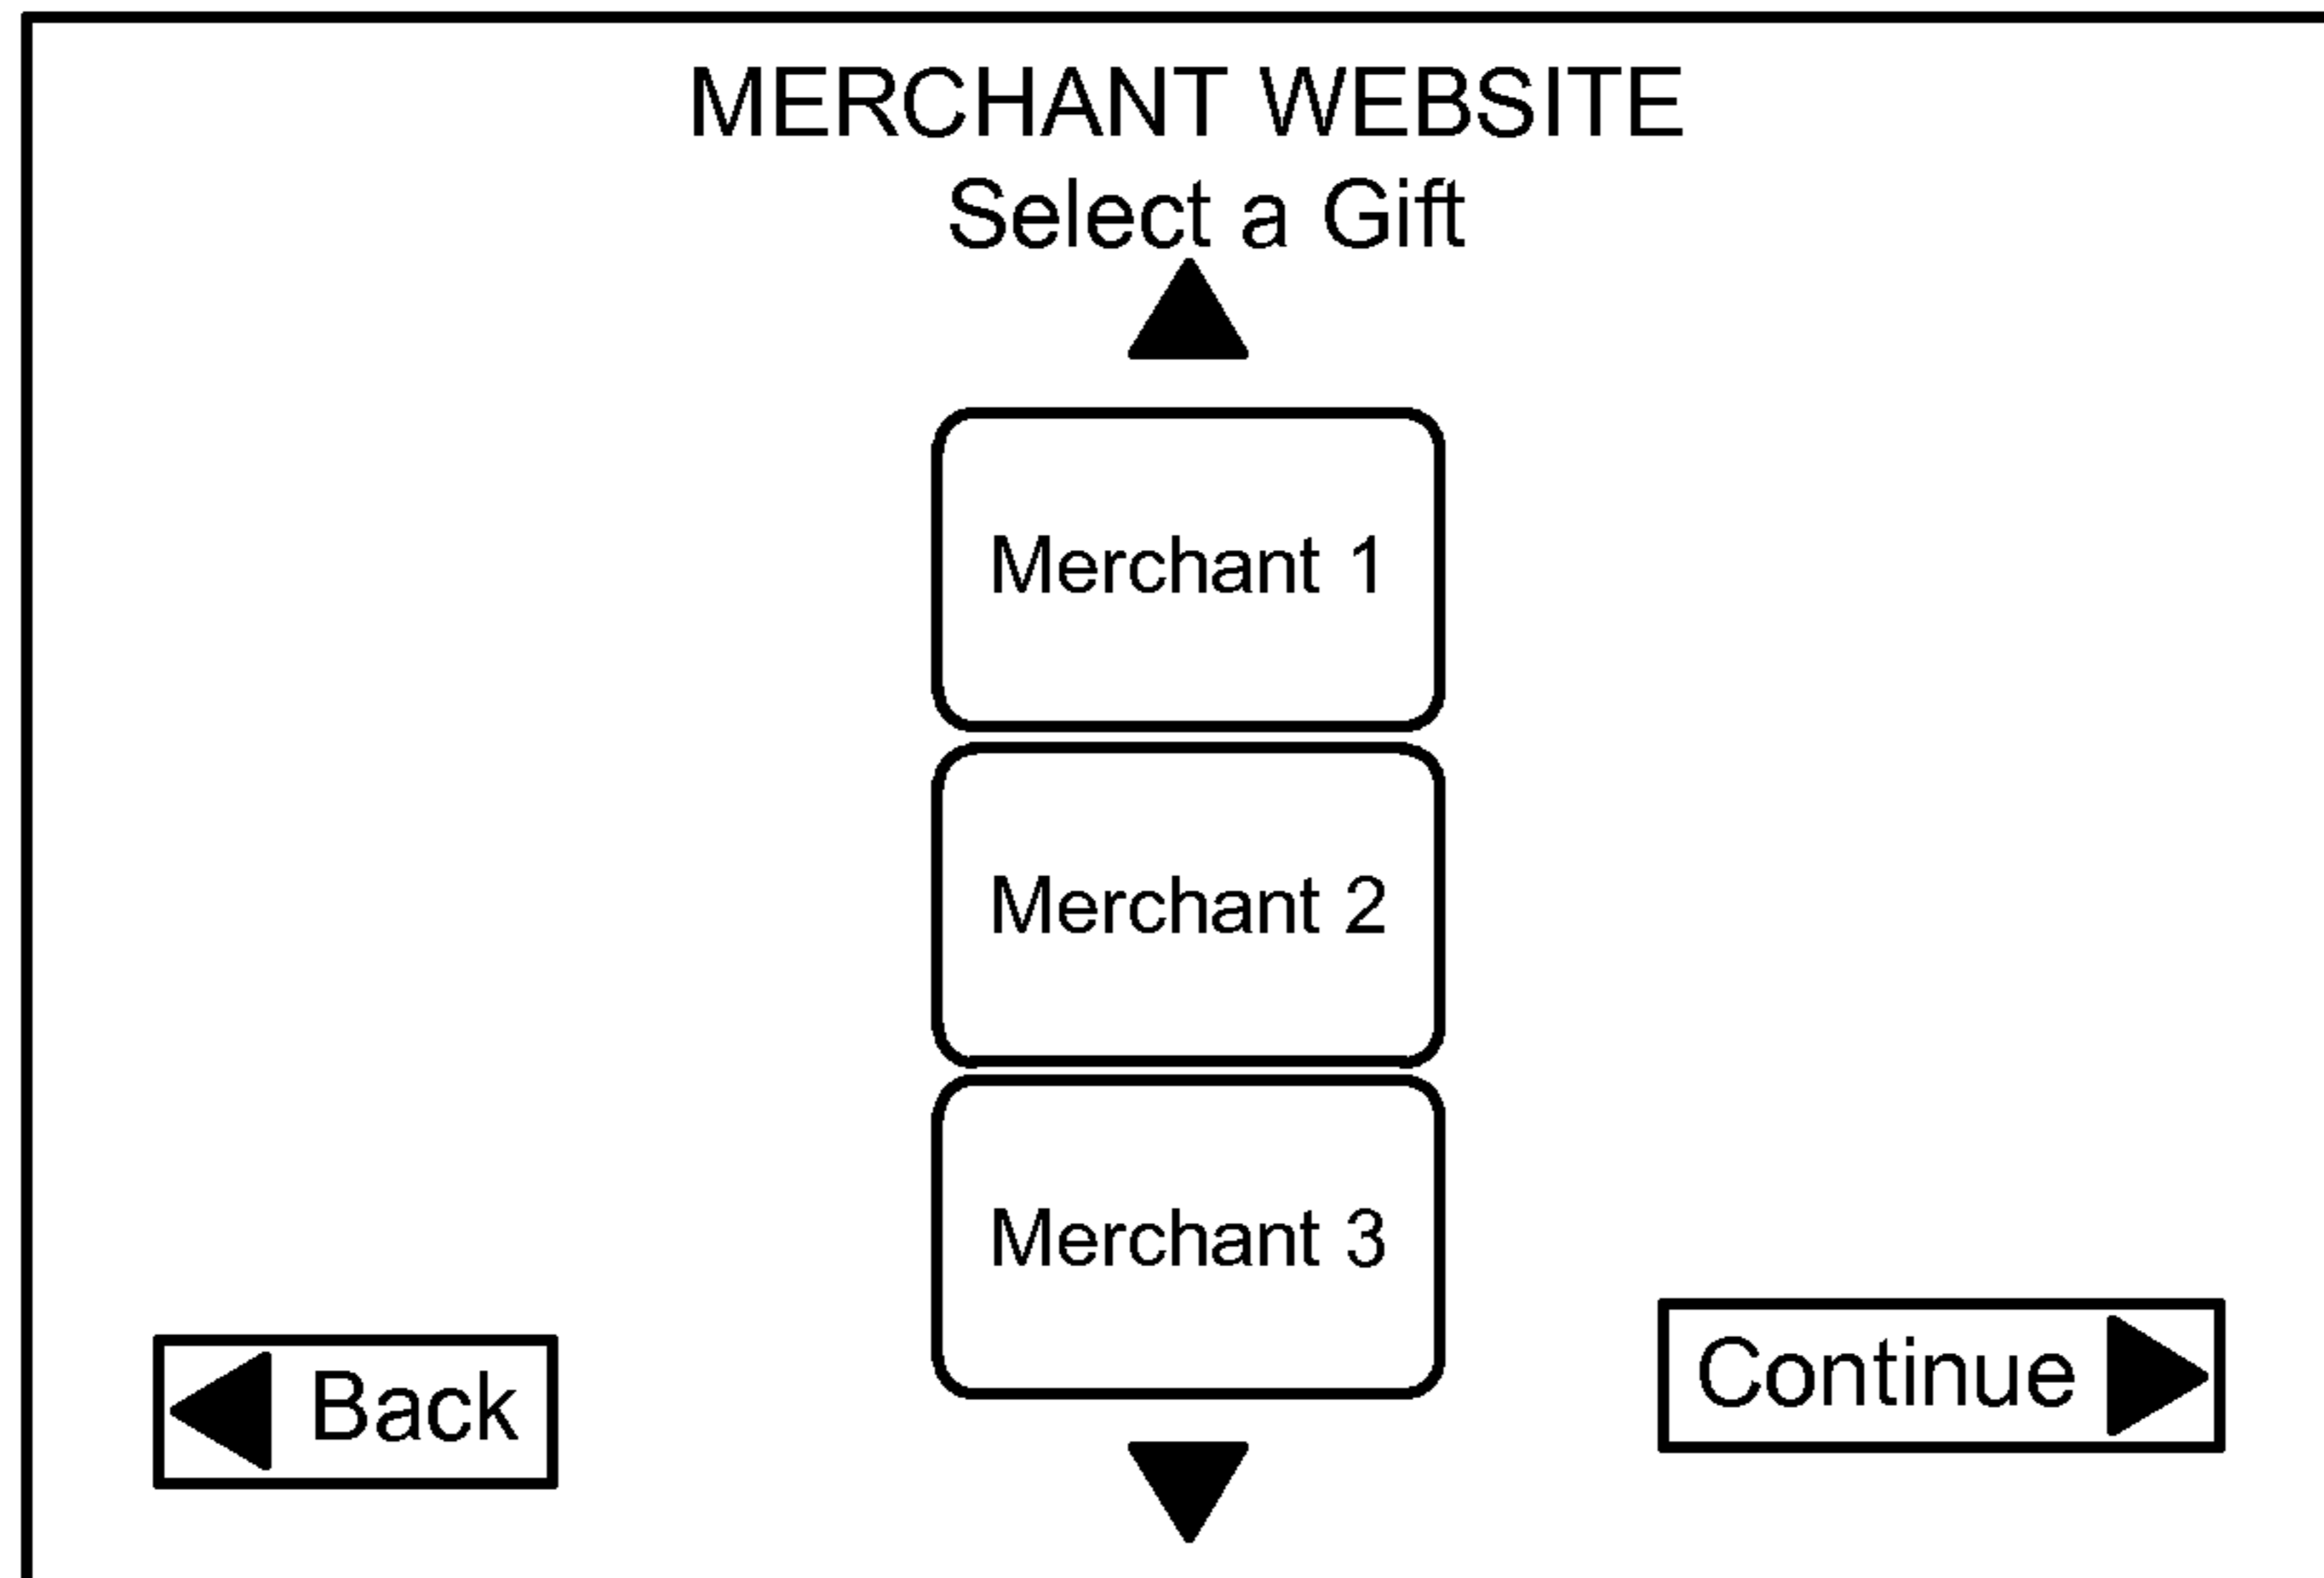 MERCHANT WEBSITE
Select a Gift
Merchant 1
Merchant 2
Merchant 3
Back
Continue